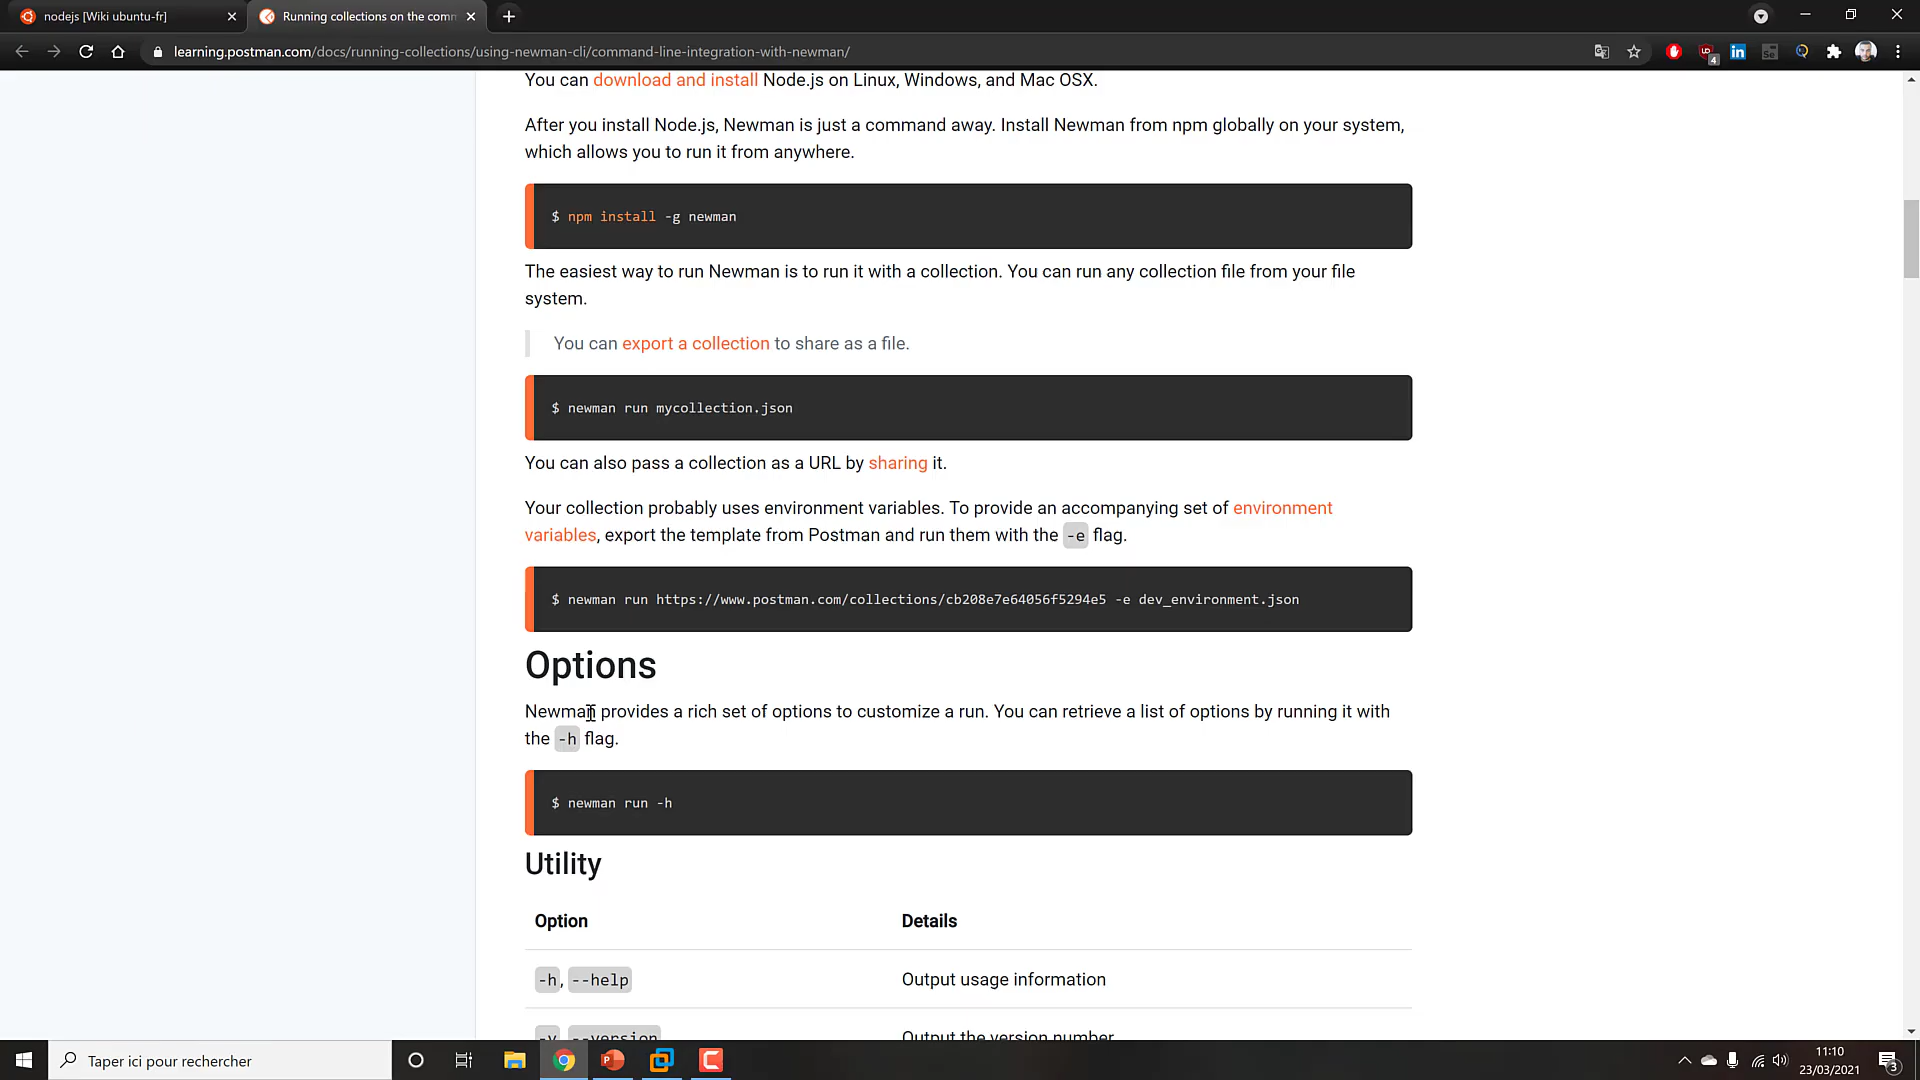 nodejs [Wiki ubuntu-fr]
Running collections on the comm
learning.postman.com/docs/running-collections/using-newman-cli/command-line-integration-with-newman/
4
You can download and install Node.js on Linux, Windows, and Mac OSX.
After you install Node.js, Newman is just a command away. Install Newman from npm globally on your system,
which allows you to run it from anywhere.
$ npm install -g newman
The easiest way to run Newman is to run it with a collection. You can run any collection file from your file
system.
You can export a collection to share as a file.
$ newman run mycollection.json
You can also pass a collection as a URL by sharing it.
Your collection probably uses environment variables. To provide an accompanying set of environment
variables, export the template from Postman and run them with the -e flag.
$ newman run https://www.postman.com/collections/cb208e7e64056f5294e5 -e dev_environment.json
Options
Newman provides a rich set of options to customize a run. You can retrieve a list of options by running it with
the -h flag.
$ newman run -h
Utility
Option Details
-h, --help Output usage information
-v --version Output the version number
Taper ici pour rechercher
11:10
23/03/2021
3